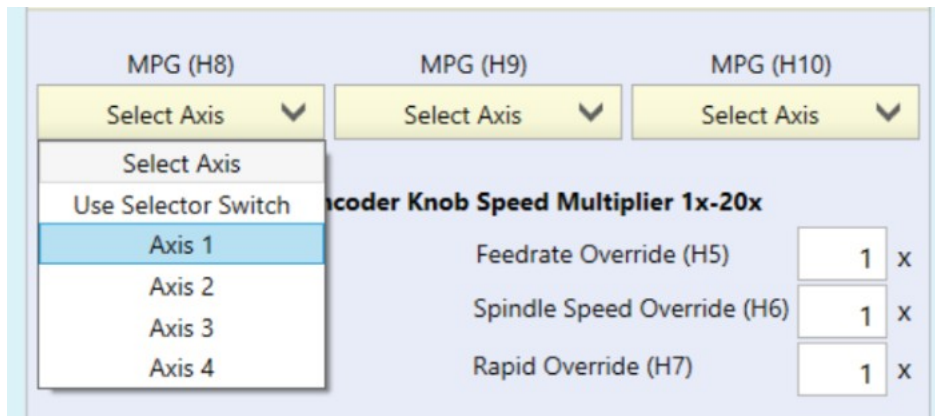 MPG (H8) MPG (H9) MPG (H10)
Select Axis Select Axis Select Axis
Select Axis
Use Selector Switch
ncoder Knob Speed Multiplier 1x-20x
Axis 1
Feedrate Override (H5) 1 x
Axis 2
Spindle Speed Override (H6) 1 x
Axis 3
Rapid Override (H7) 1 x
Axis 4